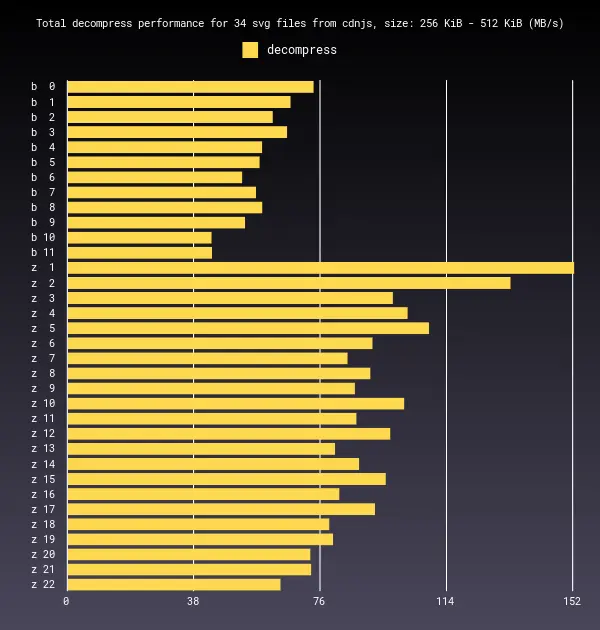 Total decompress performance for 34 svg files from cdnjs, size: 256 KiB - 512 KiB (MB/s)
decompress
b 0
b 1
b 2
b 3
b 4
b 5
b 6
b 7
b 8
b 9
b 10
b 11
z 1
z 2
z 3
z 4
z 5
z 6
z 7
z 8
z 9
z 10
z 11
z 12
z 13
z 14
z 15
z 16
z 17
z 18
z 19
z 20
z 21
z 22
0 38 76 114 152